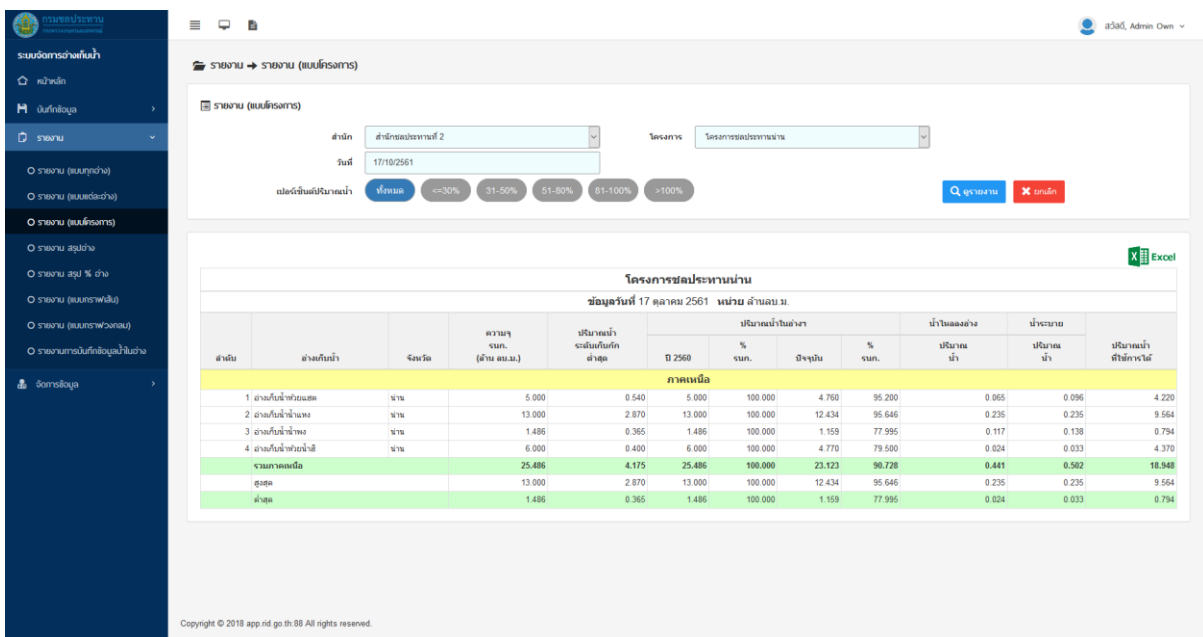 กรมชลประทาน
กระทรวงเกษตรและสหกรณ์
สวัสดี, Admin Own
ระบบจัดการอ่างเก็บน้ำ
หน้าหลัก
บันทึกข้อมูล
รายงาน
รายงาน (แบบทุกอ่าง)
รายงาน (แบบแต่ละอ่าง)
รายงาน (แบบโครงการ)
รายงาน สรุปอ่าง
รายงาน สรุป % อ่าง
รายงาน (แบบกราฟเส้น)
รายงาน (แบบกราฟวงกลม)
รายงานการบันทึกข้อมูลน้ำในอ่าง
จัดการข้อมูล
รายงาน ➔ รายงาน (แบบโครงการ)
รายงาน (แบบโครงการ)
สำนัก สำนักชลประทานที่ 2 โครงการ โครงการชลประทานน่าน
วันที่ 17/10/2561
เปอร์เซ็นต์ปริมาณน้ำ ทั้งหมด <=30% 31-50% 51-80% 81-100% >100% ดูรายงาน ยกเลิก
Excel
โครงการชลประทานน่าน
ข้อมูลวันที่ 17 ตุลาคม 2561 หน่วย ล้านลบ.ม.
ลำดับ อ่างเก็บน้ำ จังหวัด ความจุ รนก. (ล้าน ลบ.ม.) ปริมาณน้ำ ระดับเก็บกัก ต่ำสุด ปริมาณน้ำในอ่างฯ น้ำไหลลงอ่าง น้ำระบาย
ปี 2560 % รนก. ปัจจุบัน % รนก. ปริมาณ น้ำ ปริมาณ น้ำ ปริมาณน้ำ ที่ใช้การได้
ภาคเหนือ
1 อ่างเก็บน้ำห้วยแฮต น่าน 5.000 0.540 5.000 100.000 4.760 95.200 0.065 0.096 4.220
2 อ่างเก็บน้ำน้ำแหง น่าน 13.000 2.870 13.000 100.000 12.434 95.646 0.235 0.235 9.564
3 อ่างเก็บน้ำน้ำพง น่าน 1.486 0.365 1.486 100.000 1.159 77.995 0.117 0.138 0.794
4 อ่างเก็บน้ำห้วยน้ำฮิ น่าน 6.000 0.400 6.000 100.000 4.770 79.500 0.024 0.033 4.370
รวมภาคเหนือ 25.486 4.175 25.486 100.000 23.123 90.728 0.441 0.502 18.948
สูงสุด 13.000 2.870 13.000 100.000 12.434 95.646 0.235 0.235 9.564
ต่ำสุด 1.486 0.365 1.486 100.000 1.159 77.995 0.024 0.033 0.794
Copyright © 2018 app.rid.go.th:88 All rights reserved.